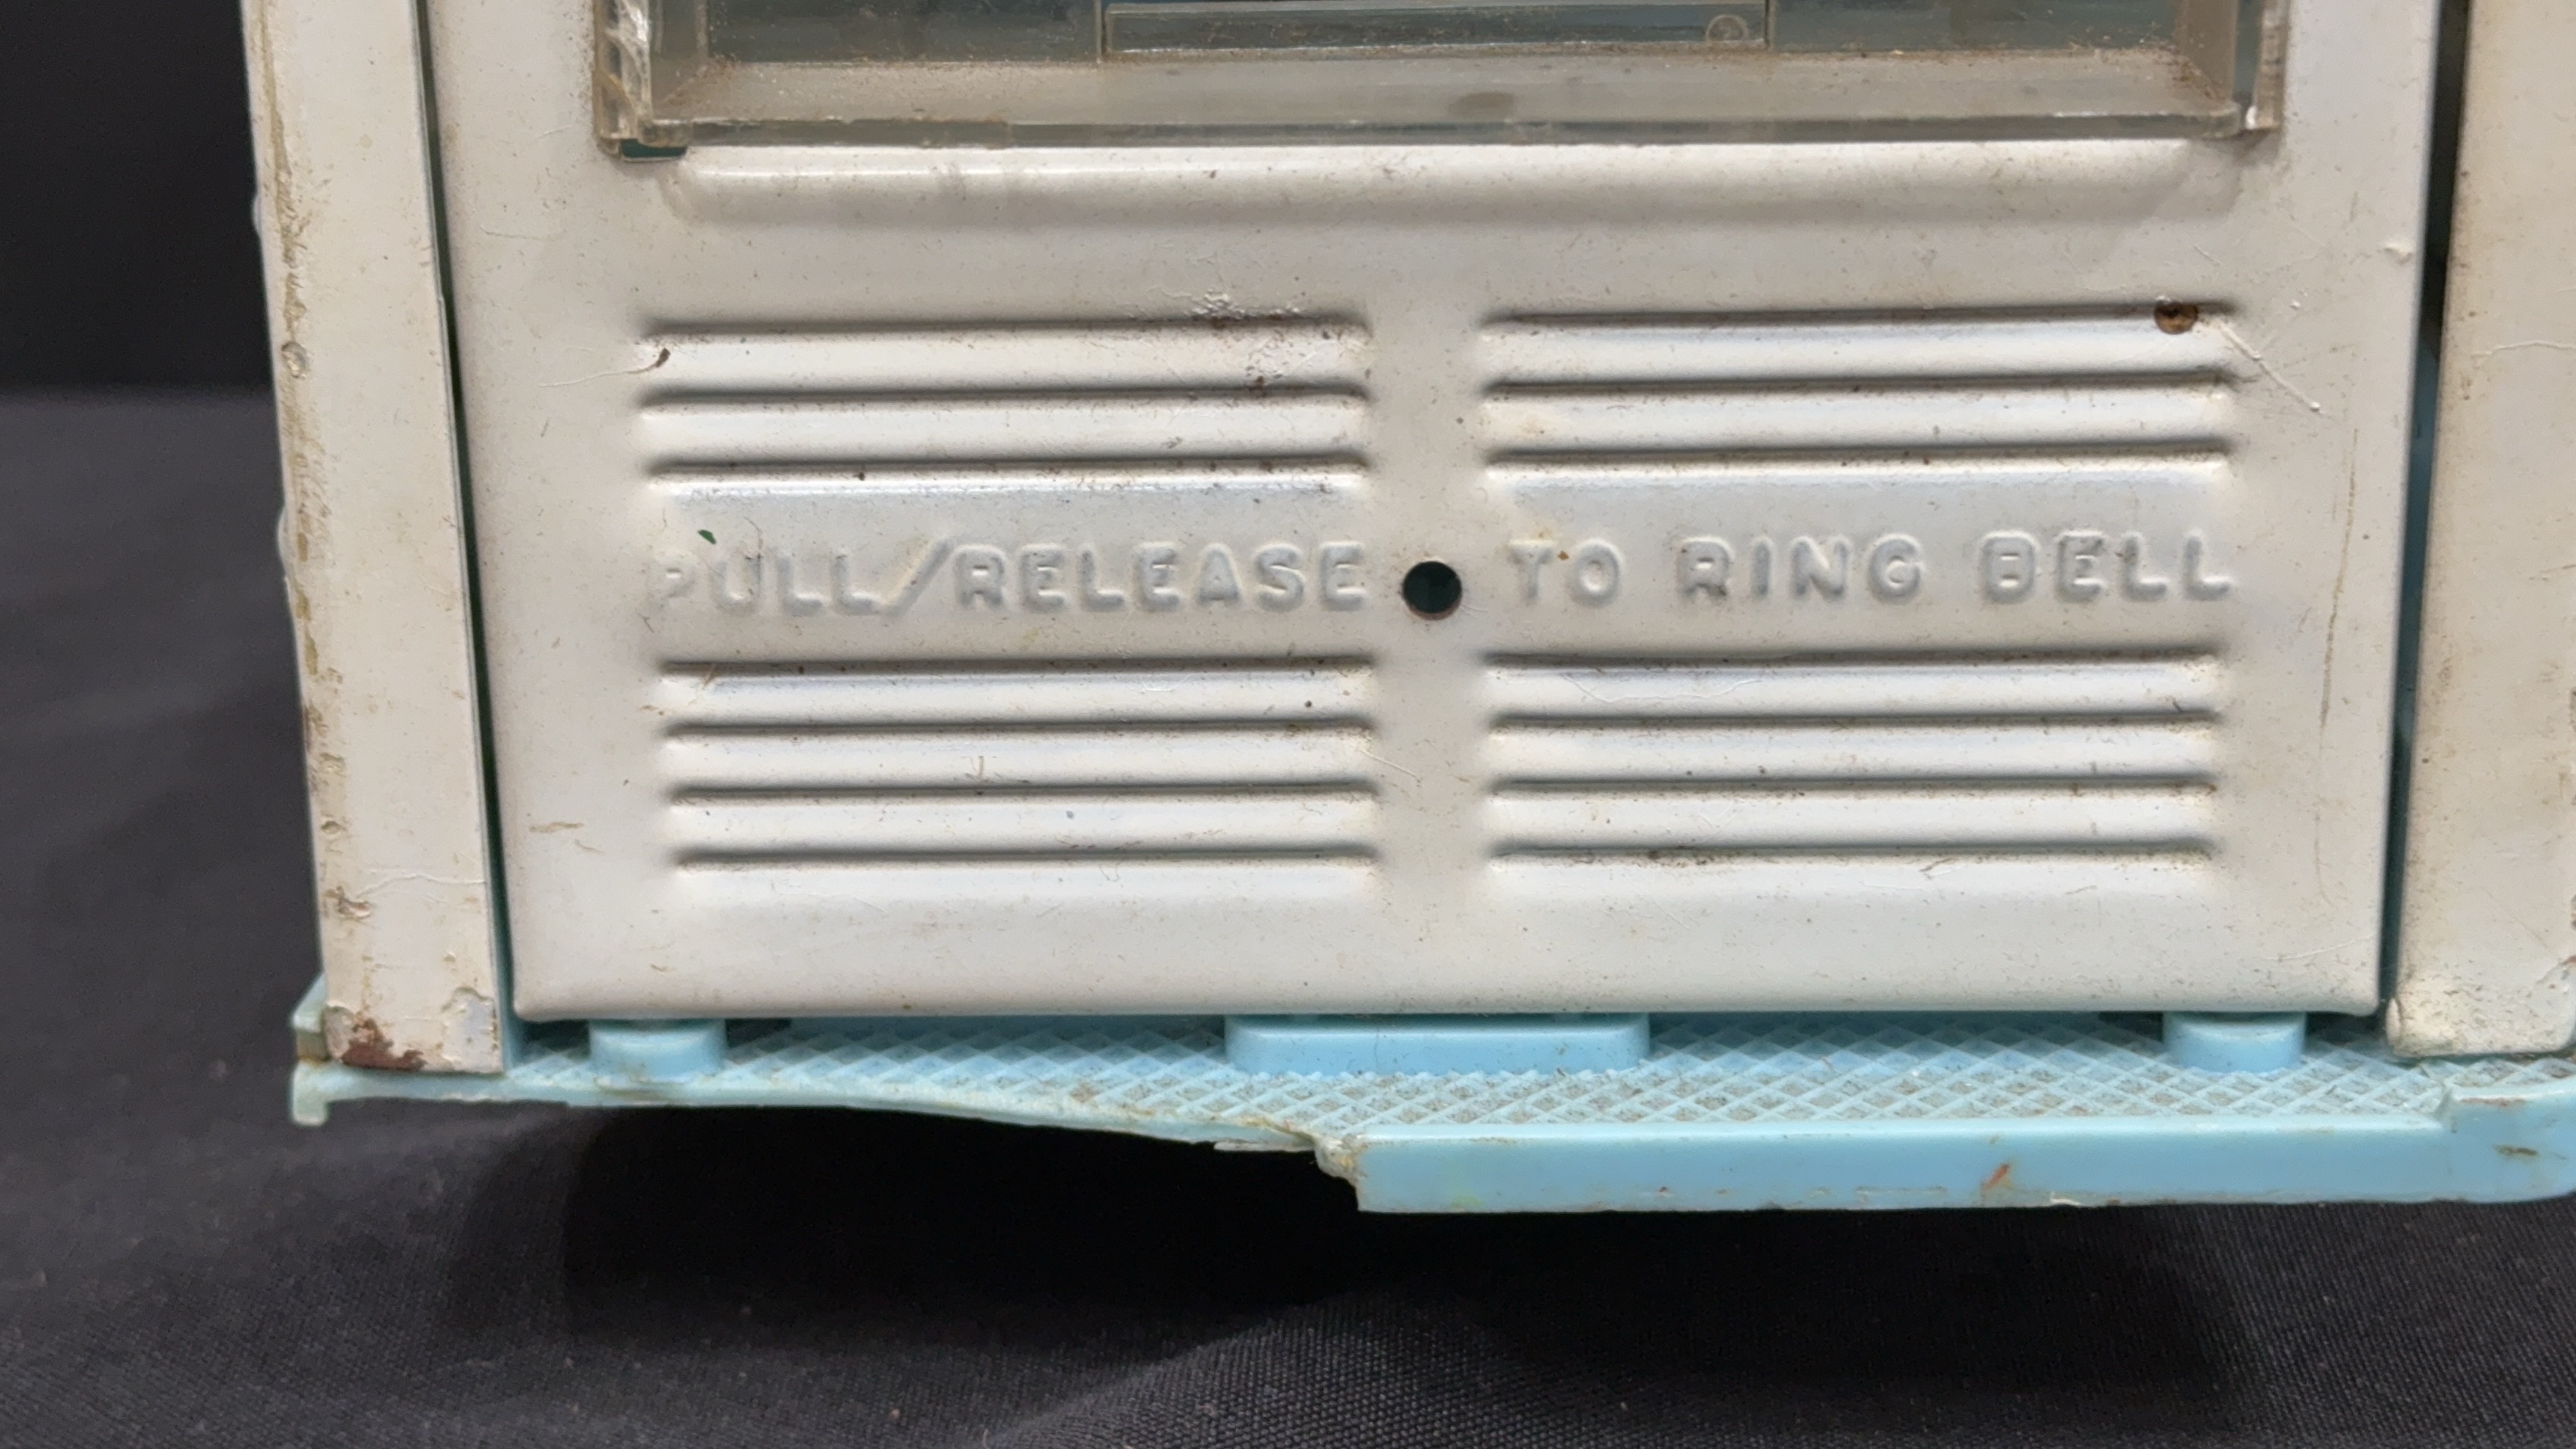 PULL/RELEASE TO RING BELL